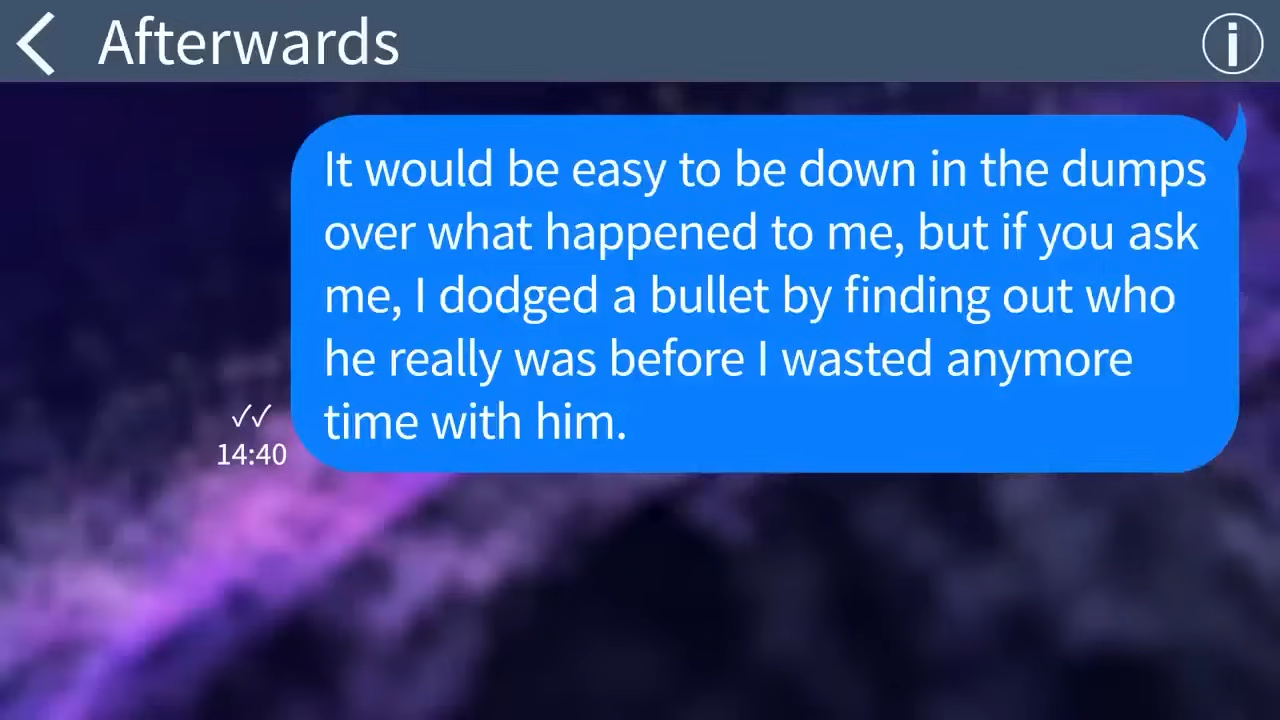 Afterwards
It would be easy to be down in the dumps
over what happened to me, but if you ask
me, I dodged a bullet by finding out who
he really was before I wasted anymore
time with him.
14:40